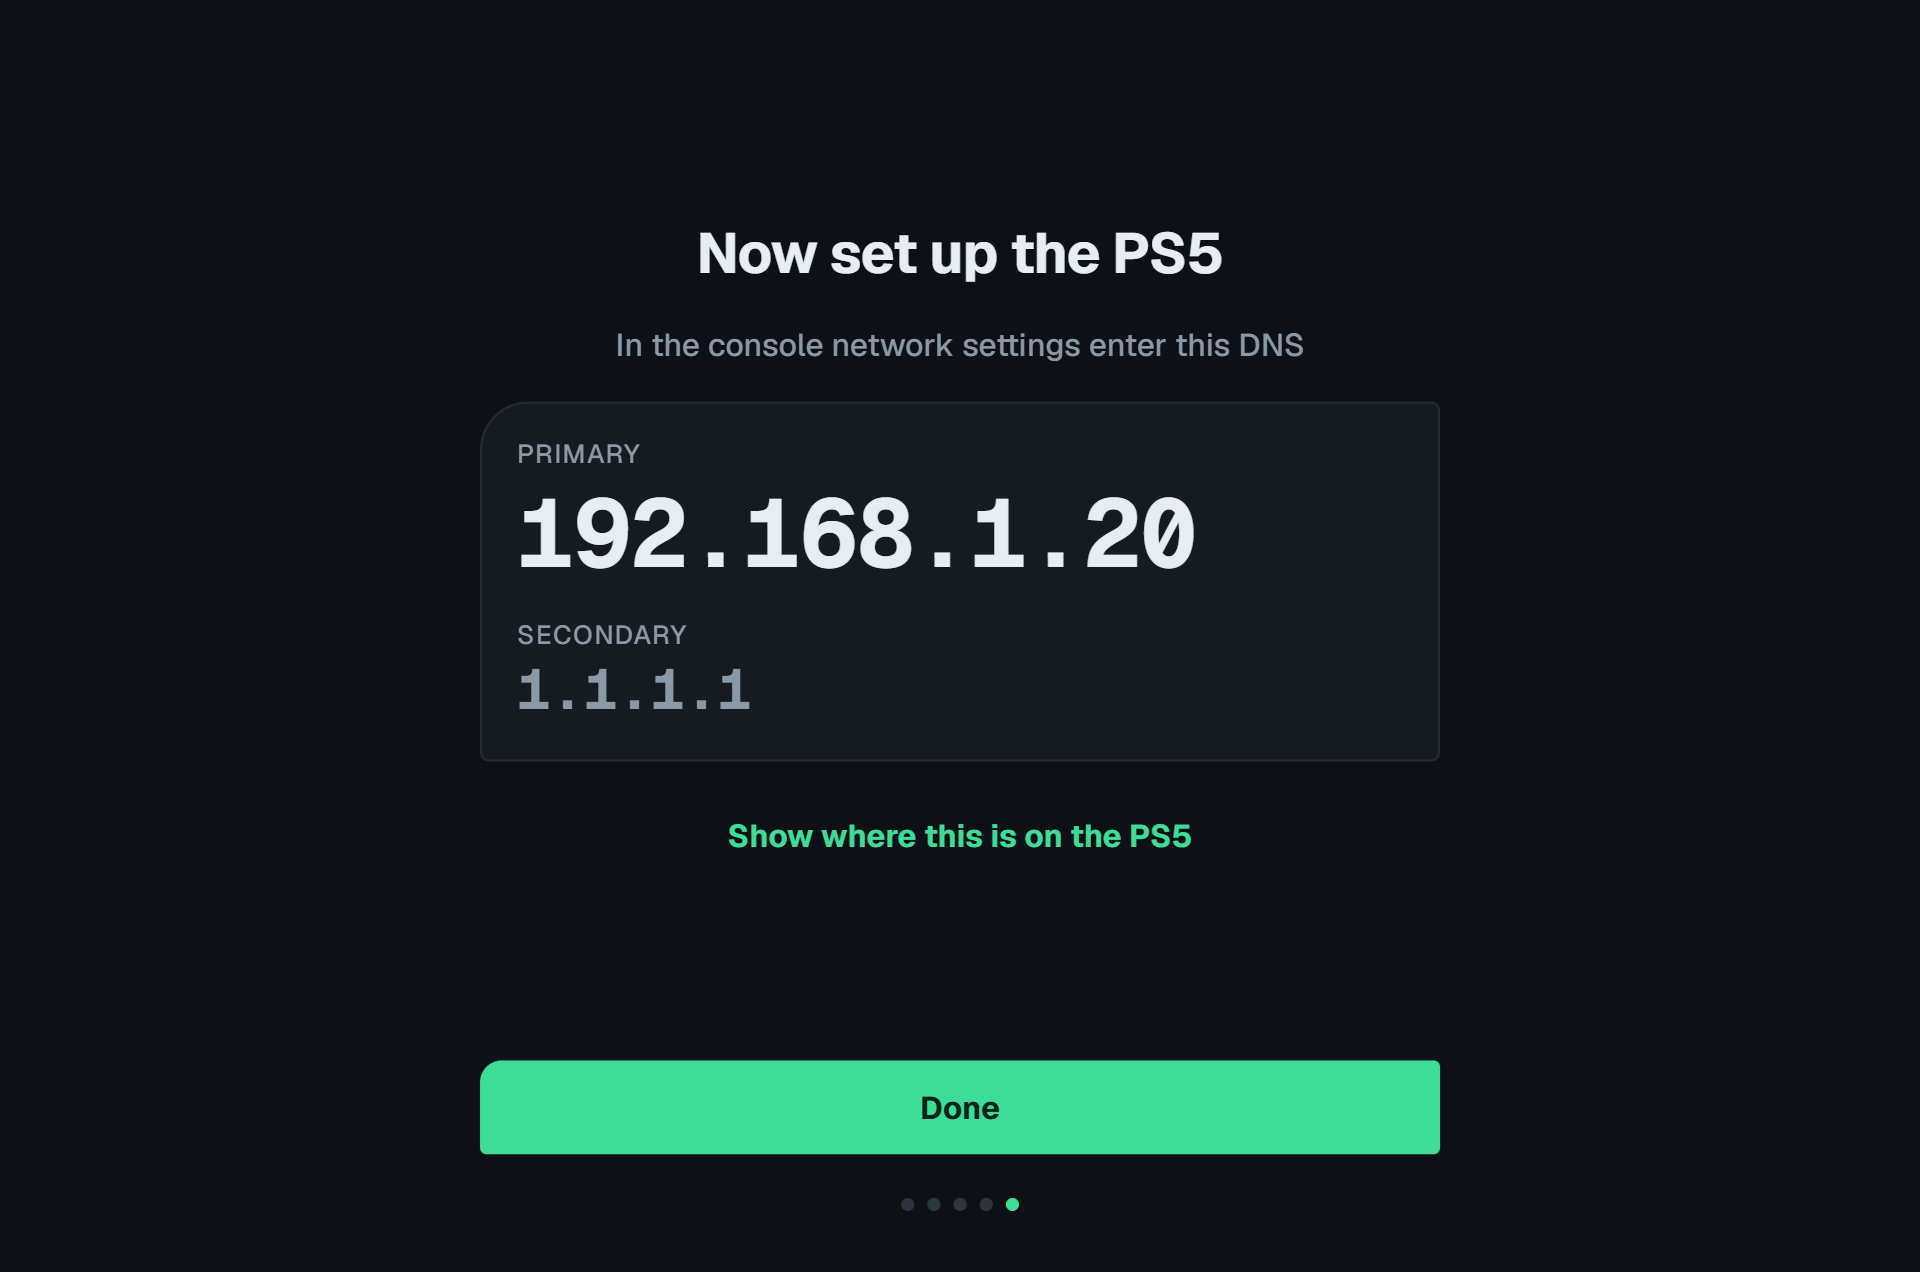 Now set up the PS5
In the console network settings enter this DNS
PRIMARY
192.168.1.20
SECONDARY
1.1.1.1
Show where this is on the PS5
Done